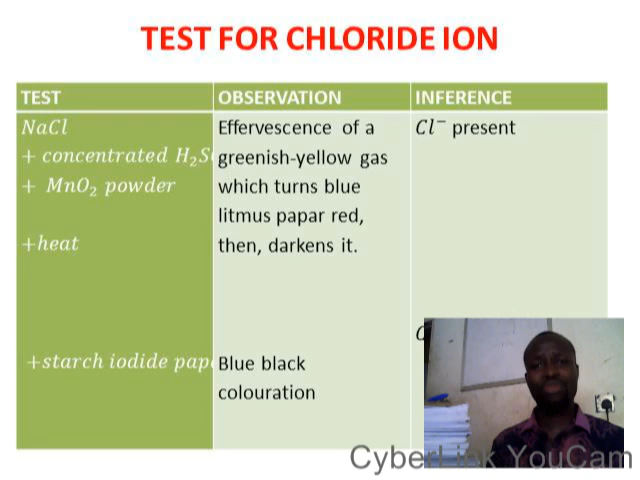 TEST FOR CHLORIDE ION
TEST
OBSERVATION
INFERENCE
NaCl
+ concentrated H₂S
+ MnO₂ powder
+heat
Effervescence of a
greenish-yellow gas
which turns blue
litmus papar red,
then, darkens it.
Cl⁻ present
+starch iodide pap
Blue black
colouration
CyberLink YouCam